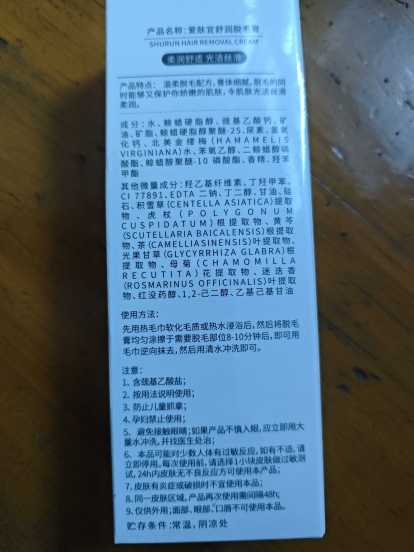 产品名称: 爱肤宜舒润脱毛膏
SHURUN HAIR REMOVAL CREAM
柔润舒适 光洁丝滑
产品特点: 温柔脱毛配方, 膏体细腻, 脱毛的同
时能够又保护你娇嫩的肌肤, 令肌肤光洁丝滑
柔润。
成分: 水、鲸蜡硬脂醇、巯基乙酸钙、矿
油、矿脂、鲸蜡硬脂醇聚醚-25、尿素、氢氧
化钙、北美金缕梅(HAMAMELIS
VIRGINIANA)水、苯氧乙醇、二鲸蜡醇磷
酸酯、鲸蜡醇聚醚-10 磷酸酯、香精、羟苯
甲酯
其他微量成分: 羟乙基纤维素、丁羟甲苯、
CI 77891、EDTA 二钠、丁二醇、甘油、硅
石、积雪草(CENTELLA ASIATICA)提取
物、虎杖(POLYGONUM
CUSPIDATUM)根提取物、黄芩
(SCUTELLARIA BAICALENSIS)根提取
物、茶(CAMELLIASINENSIS)叶提取物、
光果甘草(GLYCYRRHIZA GLABRA)根
提取物、母菊(CHAMOMILLA
RECUTITA)花提取物、迷迭香
(ROSMARINUS OFFICINALIS)叶提取
物、红没药醇、1,2-己二醇、乙基己基甘油
使用方法:
先用热毛巾软化毛质或热水浸浴后, 然后将脱毛
膏均匀涂擦于需要脱毛部位8-10分钟后, 即可用
毛巾逆向抹去, 然后用清水冲洗即可。
注意:
1、含巯基乙酸盐;
2、按用法说明使用;
3、防止儿童抓拿;
4、孕妇禁止使用;
5、避免接触眼睛; 如果产品不慎入眼, 应立即用大
量水冲洗, 并找医生处治;
6、本品可能对少数人体有过敏反应, 如有不适, 请
立即停用。每次使用前, 请选择1小块皮肤做过敏测
试, 24h内皮肤无不良反应方可使用本产品;
7、皮肤有炎症或破损时不宜使用本品;
8、同一皮肤区域, 产品再次使用需间隔48h;
9、仅供外用; 面部、眼部、口唇不可使用本品。
贮存条件: 常温, 阴凉处